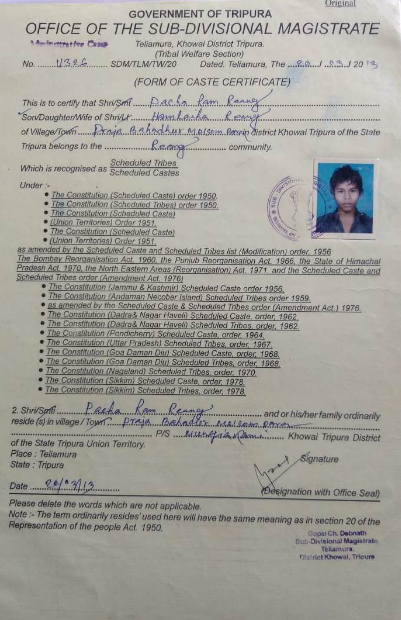 Original
GOVERNMENT OF TRIPURA
OFFICE OF THE SUB-DIVISIONAL MAGISTRATE
Teliamura, Khowai District Tripura.
(Tribal Welfare Section)
No. SDM/TLM/TW/20 Dated, Teliamura, The 20/03/2013
(FORM OF CASTE CERTIFICATE)
This is to certify that Shri/Smt Pacha Ram Reang
Son/Daughter/Wife of Shri/Lt. Reang
of Village/Town Praja Bahadur Molsom Para in district Khowai Tripura of the State
Tripura belongs to the Reang community.
Which is recognised as Scheduled Tribes
Scheduled Castes
Under :-
• The Constitution (Scheduled Caste) order 1950.
• The Constitution (Scheduled Tribes) order 1950.
• The Constitution (Scheduled Caste)
• (Union Territories) Order 1951.
• The Constitution (Scheduled Caste)
• (Union Territories) Order 1951
as amended by the Scheduled Caste and Scheduled Tribes list (Modification) order, 1956
The Bombay Reorganisation Act. 1960, the Punjub Reorganisation Act, 1966, the State of Himachal
Pradesh Act, 1970, the North Eastern Areas (Reorganisation) Act. 1971. and the Scheduled Caste and
Scheduled Tribes order (Amendment Act. 1976)
• The Constitution (Jammu & Kashmir) Scheduled Caste order 1956.
• The Constitution (Andaman Necobar Island) Scheduled Tribes order 1959.
• as amended by the Scheduled Caste & Scheduled Tribes order (Amendment Act.) 1976.
• The Constitution (Dadra& Nagar Haveli) Scheduled Caste, order, 1962.
• The Constitution (Dadra& Nagar Haveli) Scheduled Tribes, order, 1962.
• The Constitution (Pondicherry) Scheduled Caste, order, 1964.
• The Constitution (Uttar Pradesh) Scheduled Tribes, order, 1967.
• The Constitution (Goa Daman Diu) Scheduled Caste, order, 1968.
• The Constitution (Goa Daman Diu) Scheduled Tribes, order, 1968.
• The Constitution (Nagaland) Scheduled Tribes, order, 1970.
• The Constitution (Sikkim) Scheduled Caste, order, 1978.
• The Constitution (Sikkim) Scheduled Tribes, order, 1978.
2. Shri/Smt Pacha Ram Reang and or his/her family ordinarily
reside(s) in village / Town Praja Bahadur Molsom Para
P/S Khowai Tripura District
of the State Tripura Union Territory.
Place : Teliamura
Signature
State : Tripura
Date 20/03/13
(Designation with Office Seal)
Please delete the words which are not applicable.
Note :- The term ordinarily resides' used here will have the same meaning as in section 20 of the
Representation of the people Act. 1950.
Gopal Ch. Debnath
Sub-Divisional Magistrate
Teliamura,
District Khowai, Tripura